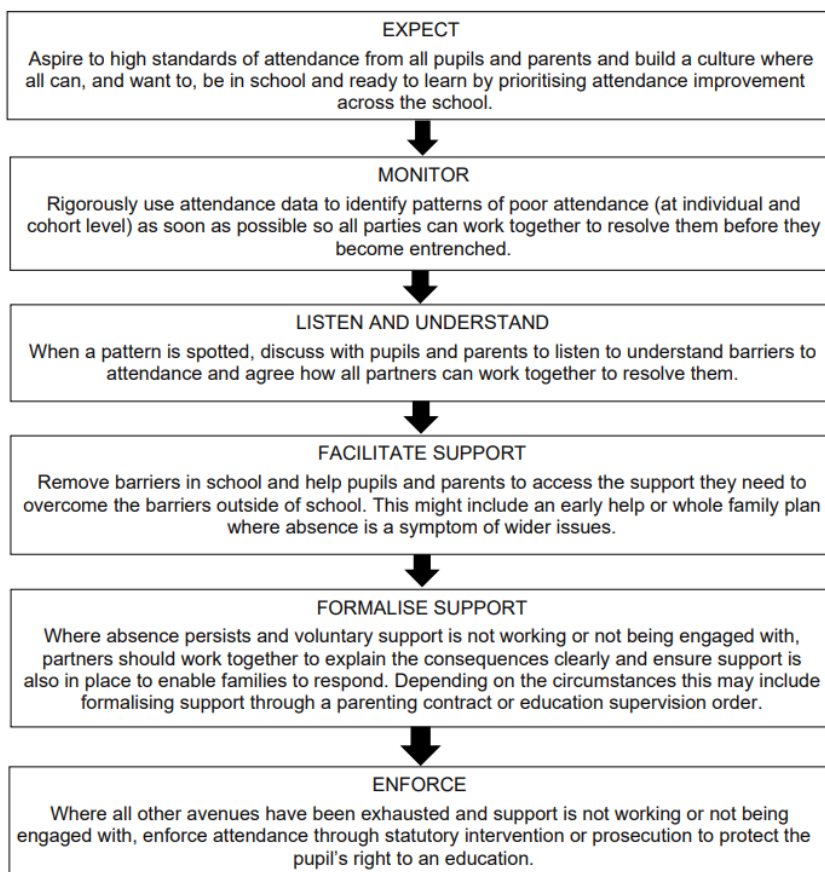 EXPECT
Aspire to high standards of attendance from all pupils and parents and build a culture where
all can, and want to, be in school and ready to learn by prioritising attendance improvement
across the school.
MONITOR
Rigorously use attendance data to identify patterns of poor attendance (at individual and
cohort level) as soon as possible so all parties can work together to resolve them before they
become entrenched.
LISTEN AND UNDERSTAND
When a pattern is spotted, discuss with pupils and parents to listen to understand barriers to
attendance and agree how all partners can work together to resolve them.
FACILITATE SUPPORT
Remove barriers in school and help pupils and parents to access the support they need to
overcome the barriers outside of school. This might include an early help or whole family plan
where absence is a symptom of wider issues.
FORMALISE SUPPORT
Where absence persists and voluntary support is not working or not being engaged with,
partners should work together to explain the consequences clearly and ensure support is
also in place to enable families to respond. Depending on the circumstances this may include
formalising support through a parenting contract or education supervision order.
ENFORCE
Where all other avenues have been exhausted and support is not working or not being
engaged with, enforce attendance through statutory intervention or prosecution to protect the
pupil's right to an education.